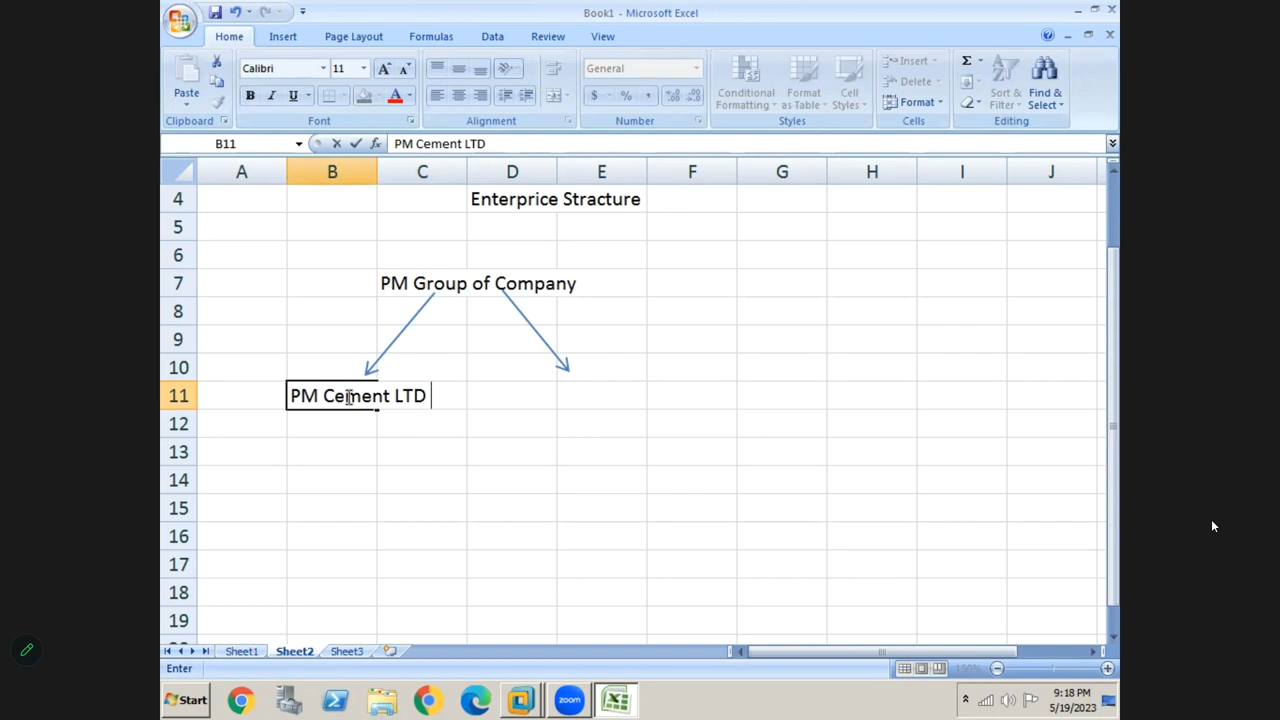 Book1 - Microsoft Excel
Home Insert Page Layout Formulas Data Review View
Calibri 11 General
Paste
B I U
Conditional Formatting
Format as Table
Cell Styles
Insert
Delete
Format
Sort & Filter
Find & Select
Clipboard Font Alignment Number Styles Cells Editing
B11 PM Cement LTD
A B C D E F G H I J
4 Enterprice Stracture
5
6
7 PM Group of Company
8
9
10
11 PM Cement LTD
12
13
14
15
16
17
18
19
Sheet1 Sheet2 Sheet3
Enter 150%
Start zoom 9:18 PM
5/19/2023